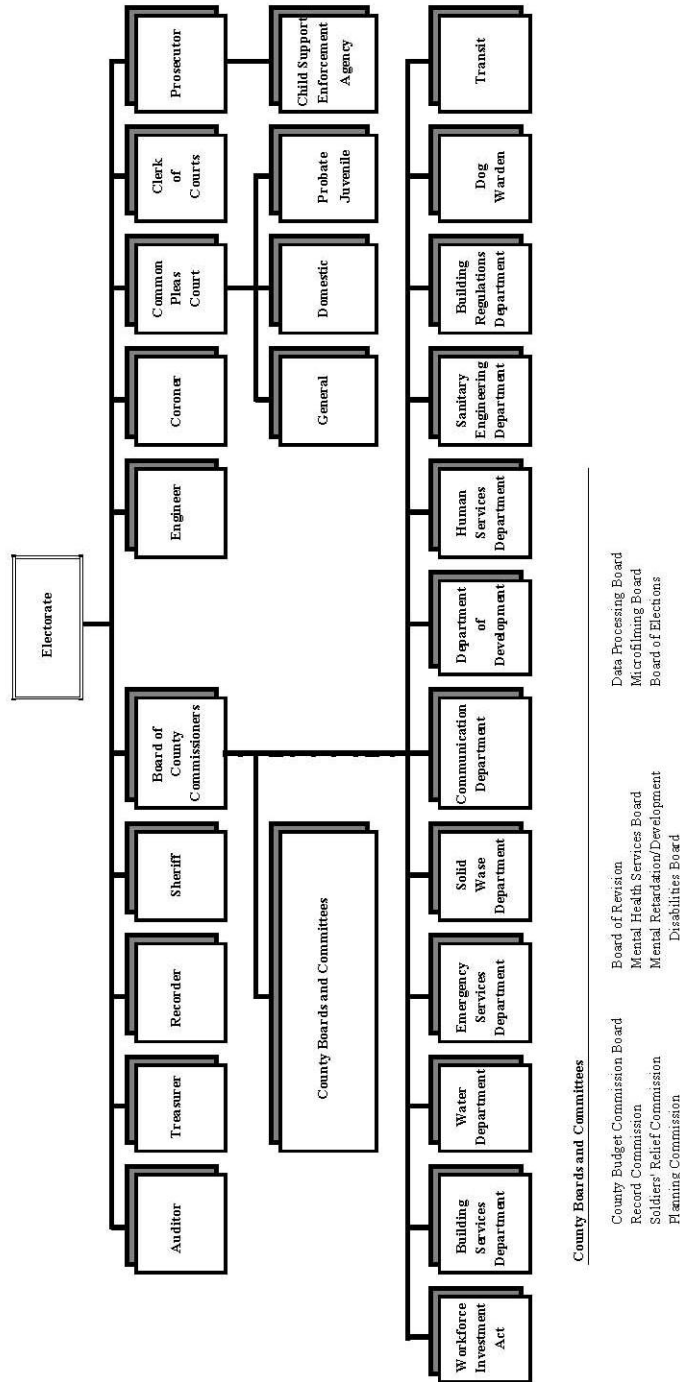 Electorate
Auditor
Treasurer
Recorder
Sheriff
Board of
County
Commissioners
Engineer
Coroner
Common
Pleas
Court
Clerk
of
Courts
Prosecutor
County Boards and Committees
General
Domestic
Probate
Juvenile
Child Support
Enforcement
Agency
Workforce
Investment
Act
Building
Services
Department
Water
Department
Emergency
Services
Department
Solid
Wase
Department
Communication
Department
Department
of
Development
Human
Services
Department
Sanitary
Engineering
Department
Building
Regulations
Department
Dog
Warden
Transit
County Boards and Committees
County Budget Commission Board
Record Commission
Soldiers' Relief Commission
Planning Commission
Board of Revision
Mental Health Services Board
Mental Retardation/Development
Disabilities Board
Data Processing Board
Microfilming Board
Board of Elections